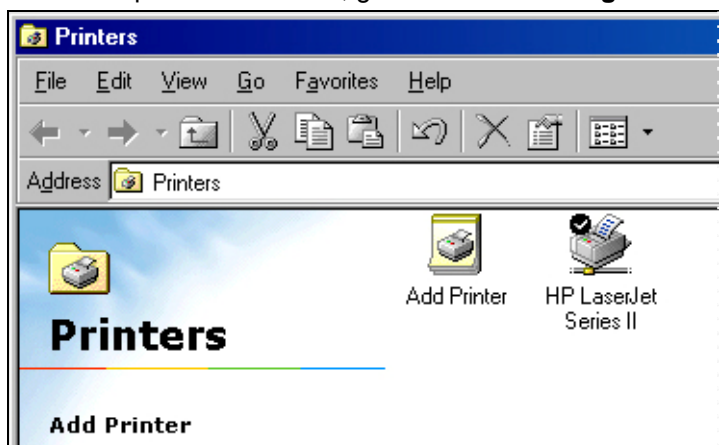 Printers
File Edit View Go Favorites Help
Address Printers
Add Printer
HP LaserJet
Series II
Printers
Add Printer